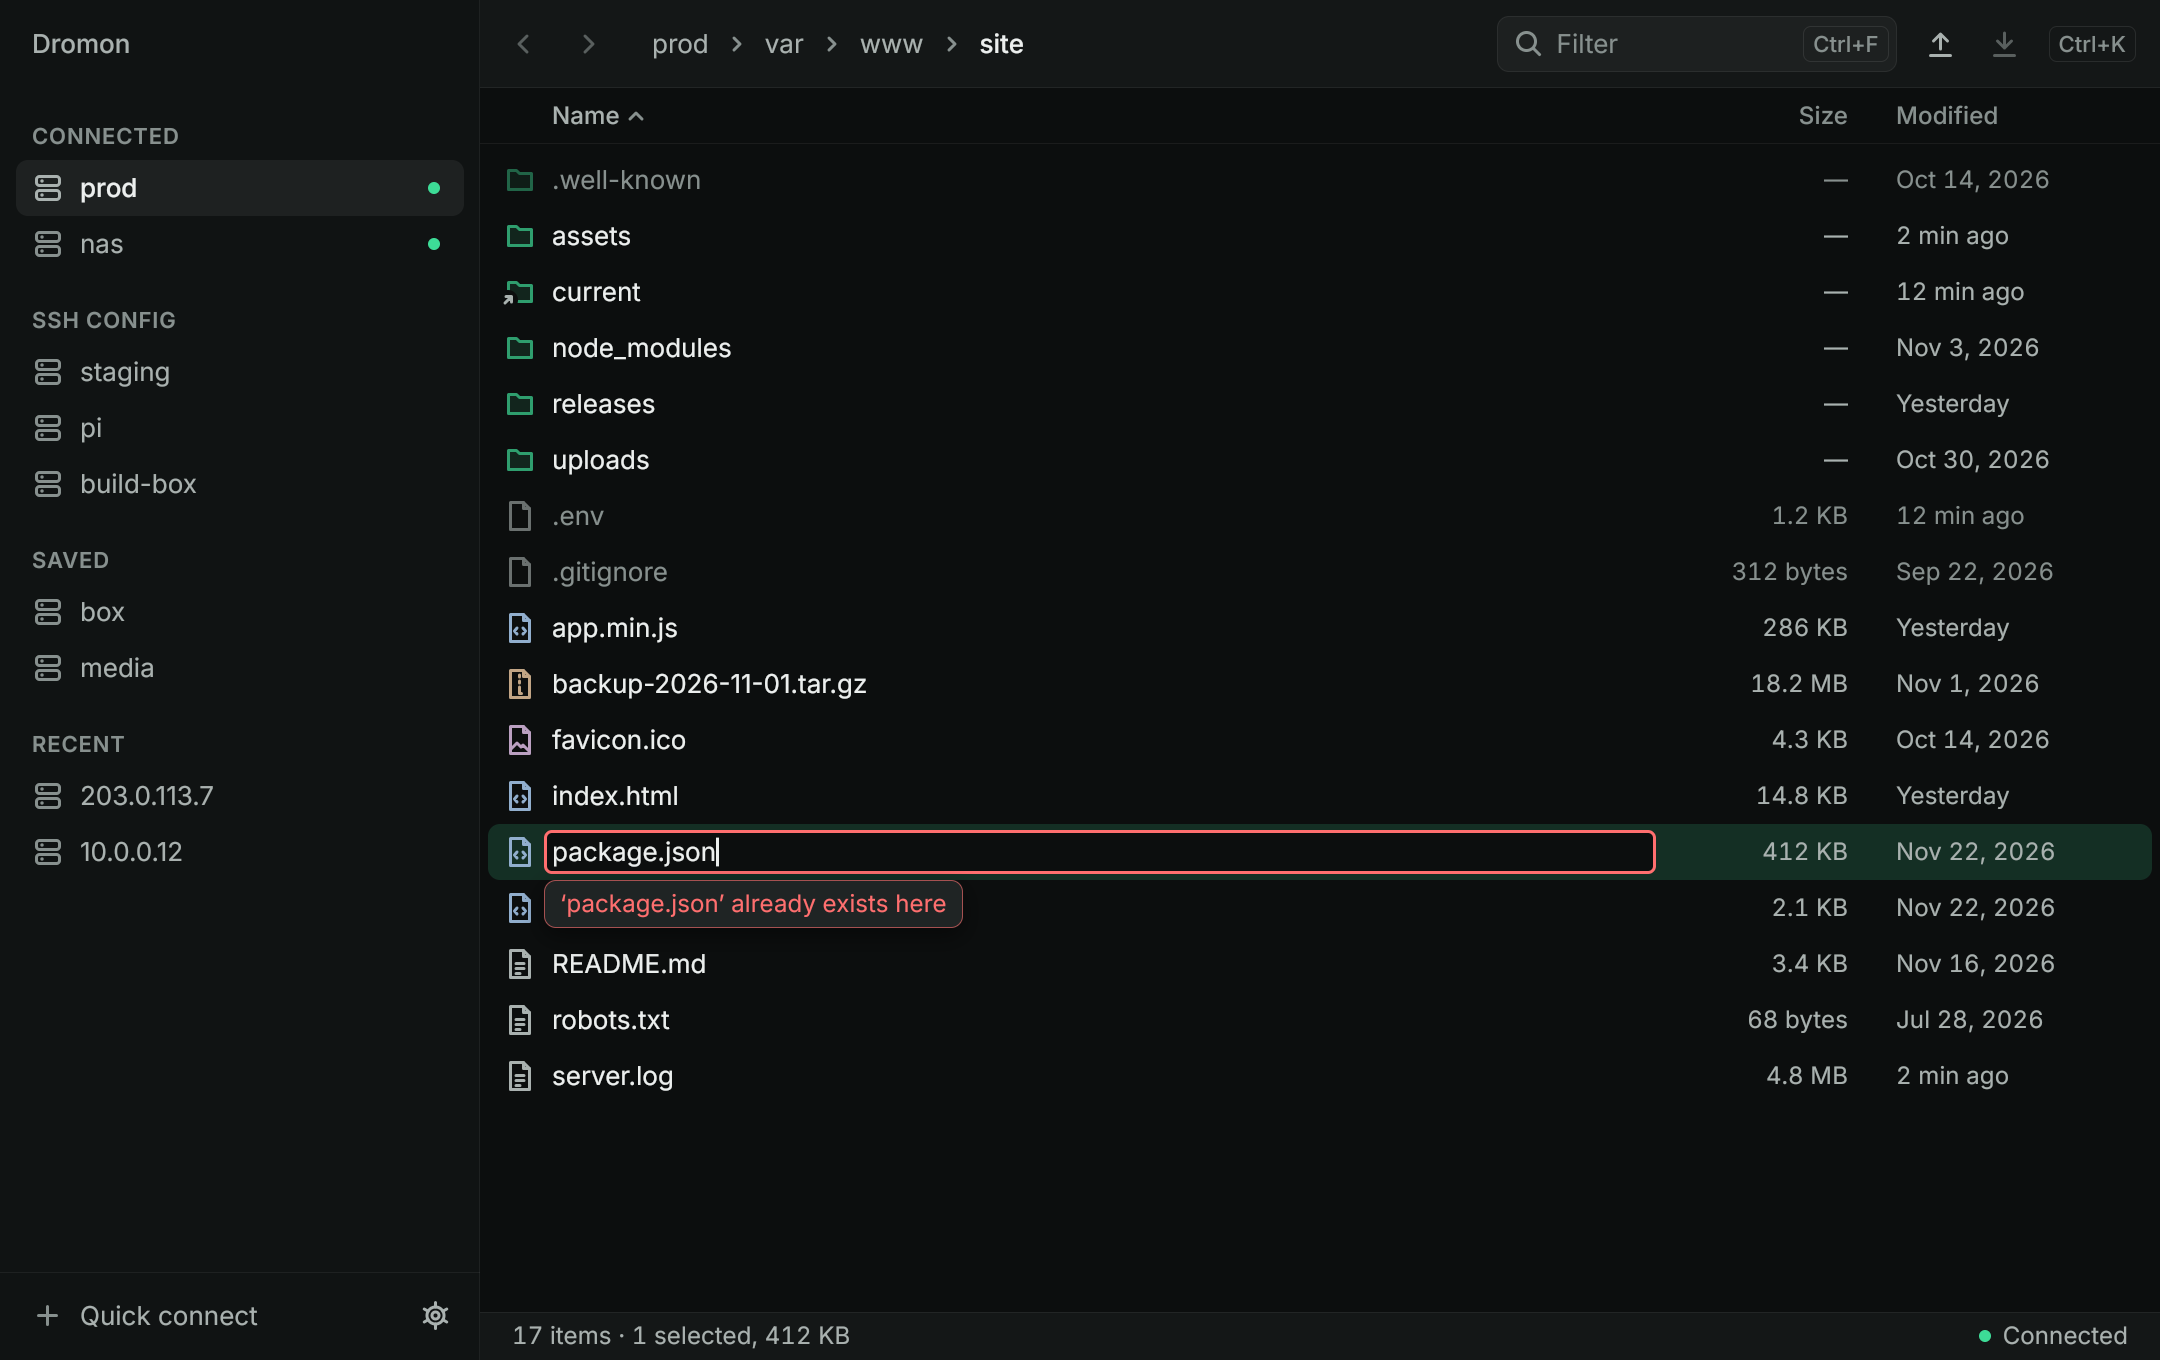 Dromon
CONNECTED
prod
nas
SSH CONFIG
staging
pi
build-box
SAVED
box
media
RECENT
203.0.113.7
10.0.0.12
Quick connect
prod var www site
Filter Ctrl+F Ctrl+K
Name Size Modified
.well-known — Oct 14, 2026
assets — 2 min ago
current — 12 min ago
node_modules — Nov 3, 2026
releases — Yesterday
uploads — Oct 30, 2026
.env 1.2 KB 12 min ago
.gitignore 312 bytes Sep 22, 2026
app.min.js 286 KB Yesterday
backup-2026-11-01.tar.gz 18.2 MB Nov 1, 2026
favicon.ico 4.3 KB Oct 14, 2026
index.html 14.8 KB Yesterday
package.json 412 KB Nov 22, 2026
‘package.json’ already exists here 2.1 KB Nov 22, 2026
README.md 3.4 KB Nov 16, 2026
robots.txt 68 bytes Jul 28, 2026
server.log 4.8 MB 2 min ago
17 items · 1 selected, 412 KB Connected